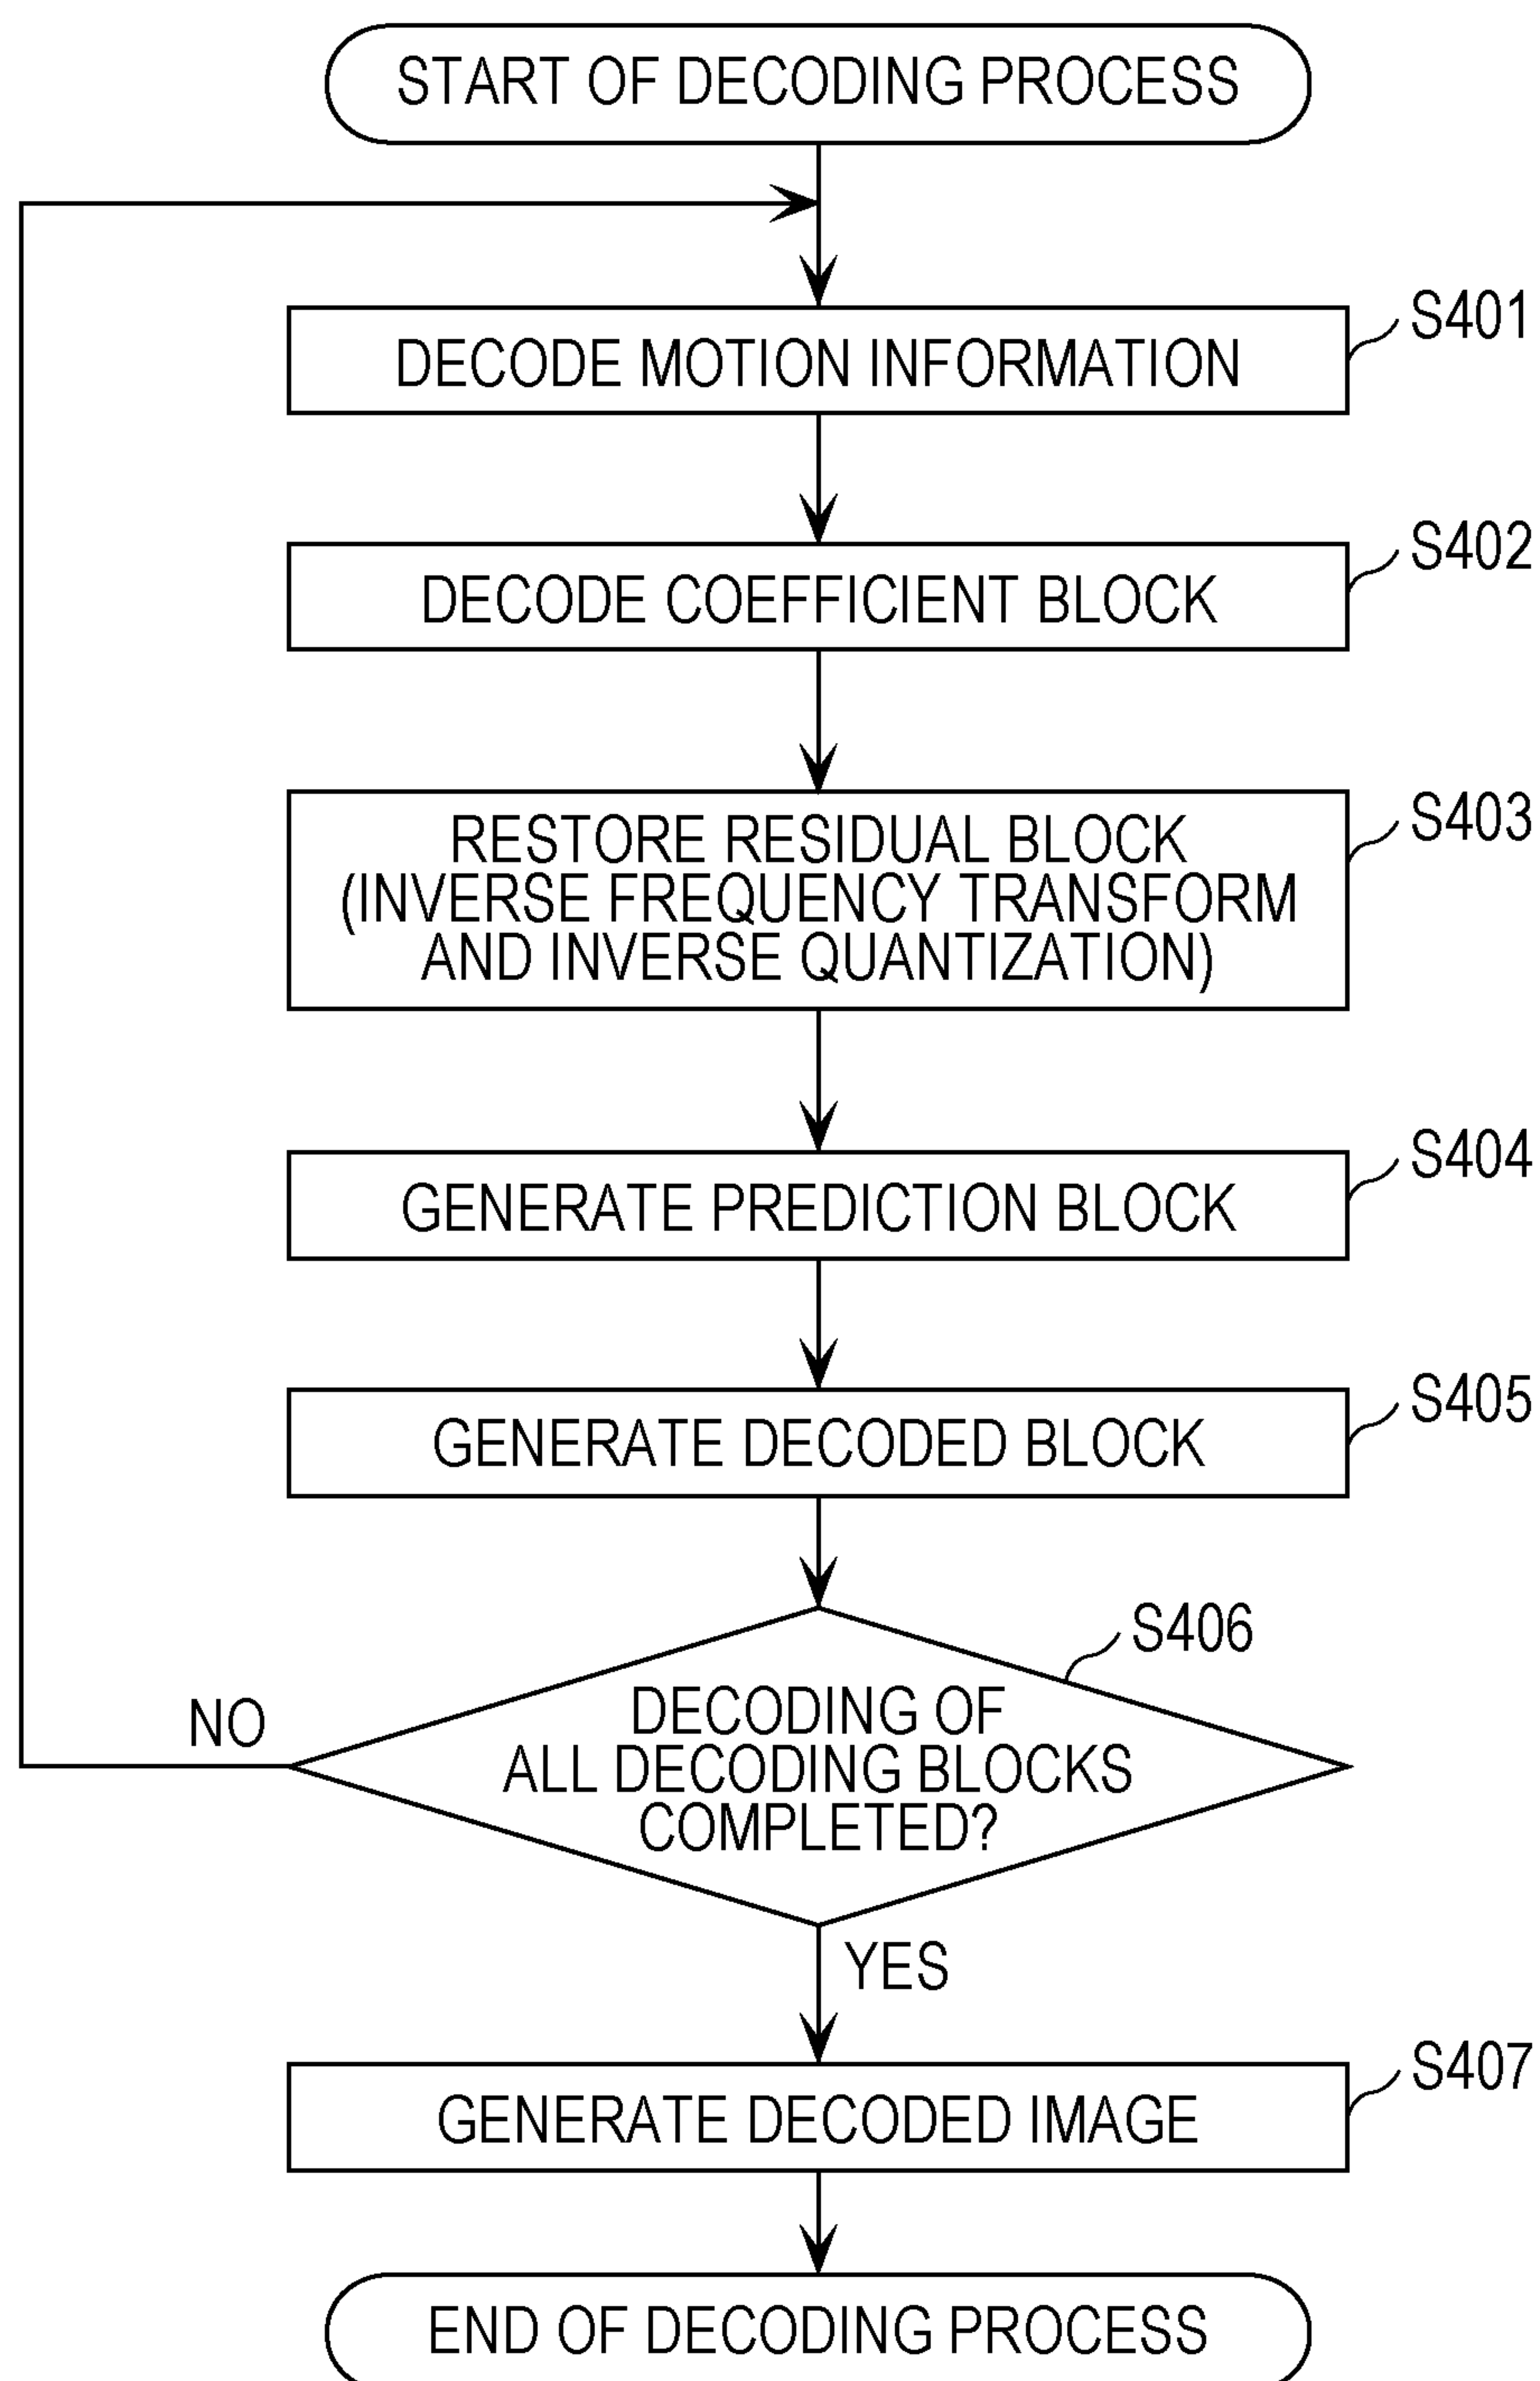 START OF DECODING PROCESS
S401
DECODE MOTION INFORMATION
S402
DECODE COEFFICIENT BLOCK
S403
RESTORE RESIDUAL BLOCK
(INVERSE FREQUENCY TRANSFORM
AND INVERSE QUANTIZATION)
S404
GENERATE PREDICTION BLOCK
S405
GENERATE DECODED BLOCK
S406
DECODING OF
ALL DECODING BLOCKS
COMPLETED?
NO
YES
S407
GENERATE DECODED IMAGE
END OF DECODING PROCESS